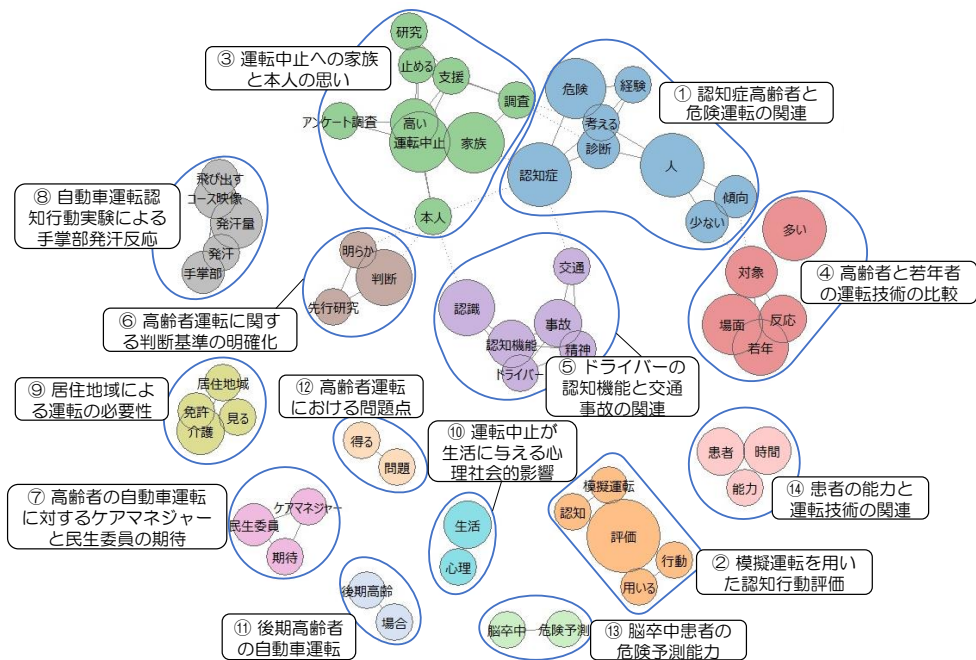 研究
③ 運転中止への家族
と本人の思い
止める
支援
調査
アンケート調査
高い
運転中止
家族
本人
危険
経験
① 認知症高齢者と
危険運転の関連
考える
診断
認知症
人
傾向
少ない
⑧ 自動車運転認
知行動実験による
手掌部発汗反応
飛び出す
コース映像
発汗量
発汗
手掌部
多い
対象
④ 高齢者と若年者
の運転技術の比較
場面
反応
若年
明らか
判断
先行研究
⑥ 高齢者運転に関す
る判断基準の明確化
交通
認識
事故
認知機能
精神
ドライバー
⑤ ドライバーの
認知機能と交通
事故の関連
⑨ 居住地域によ
る運転の必要性
居住地域
免許
見る
介護
⑫ 高齢者運転
における問題点
得る
問題
⑩ 運転中止が
生活に与える心
理社会的影響
生活
心理
患者
時間
能力
⑭ 患者の能力と
運転技術の関連
⑦ 高齢者の自動車運転
に対するケアマネジャー
と民生委員の期待
ケアマネジャー
民生委員
期待
模擬運転
認知
評価
行動
用いる
② 模擬運転を用い
た認知行動評価
後期高齢
場合
⑪ 後期高齢者
の自動車運転
脳卒中
危険予測
⑬ 脳卒中患者の
危険予測能力